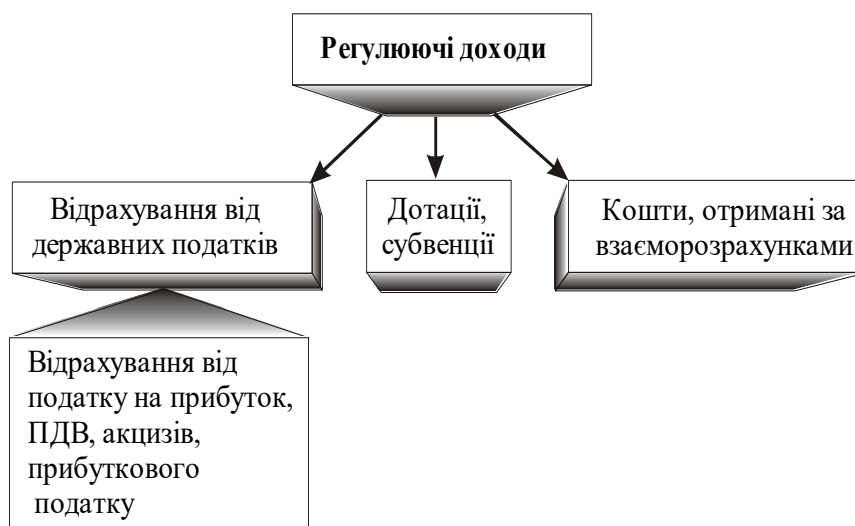 Регулюючі доходи
Відрахування від
державних податків
Дотації,
субвенції
Кошти, отримані за
взаєморозрахунками
Відрахування від
податку на прибуток,
ПДВ, акцизів,
прибуткового
податку